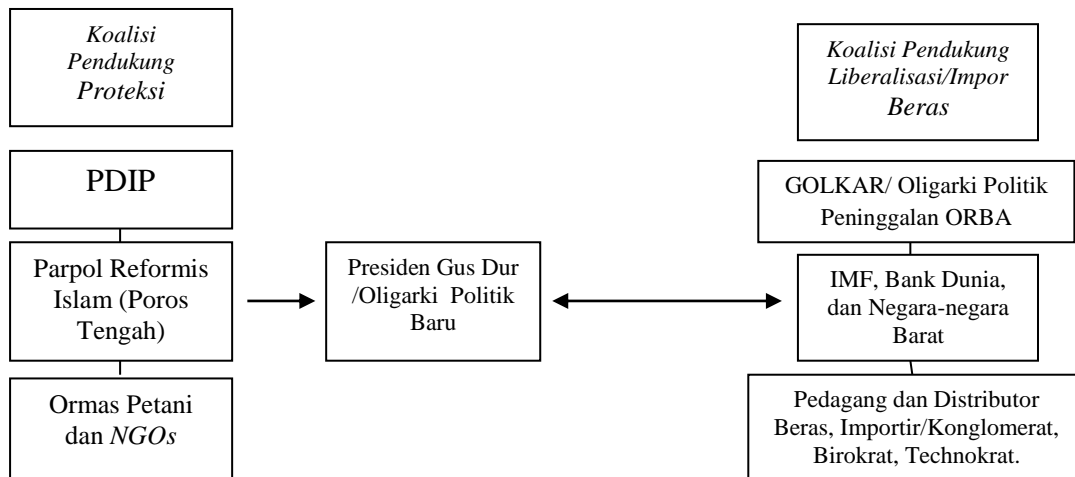 Koalisi
Pendukung
Proteksi
PDIP
Parpol Reformis
Islam (Poros
Tengah)
Ormas Petani
dan NGOs
Presiden Gus Dur
/Oligarki Politik
Baru
Koalisi Pendukung
Liberalisasi/Impor
Beras
GOLKAR/ Oligarki Politik
Peninggalan ORBA
IMF, Bank Dunia,
dan Negara-negara
Barat
Pedagang dan Distributor
Beras, Importir/Konglomerat,
Birokrat, Technokrat.